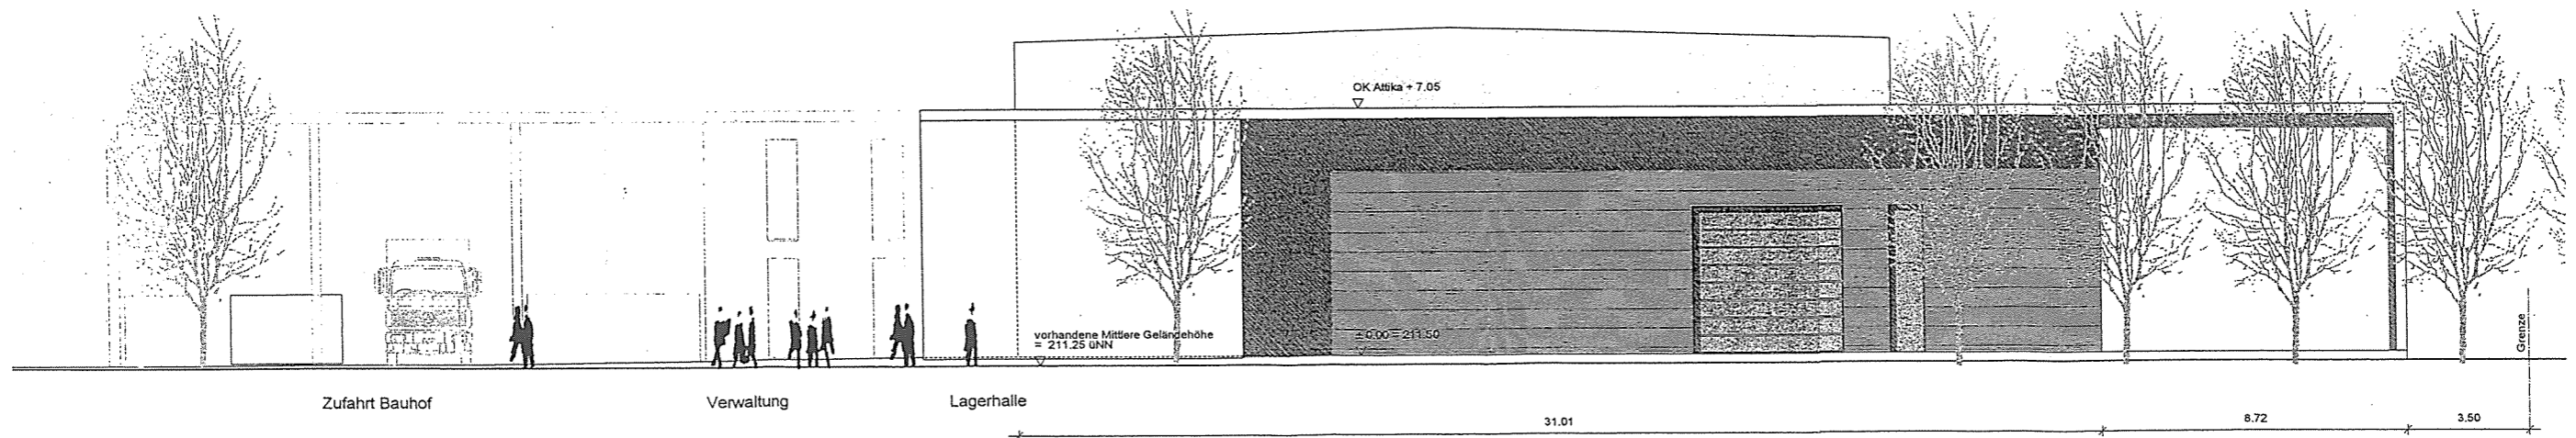 OK Attika + 7.05
vorhandene Mittlere Geländehöhe
= 211.25 üNN
± 0.00 = 211.50
Grenze
Zufahrt Bauhof
Verwaltung
Lagerhalle
31.01
8.72
3.50